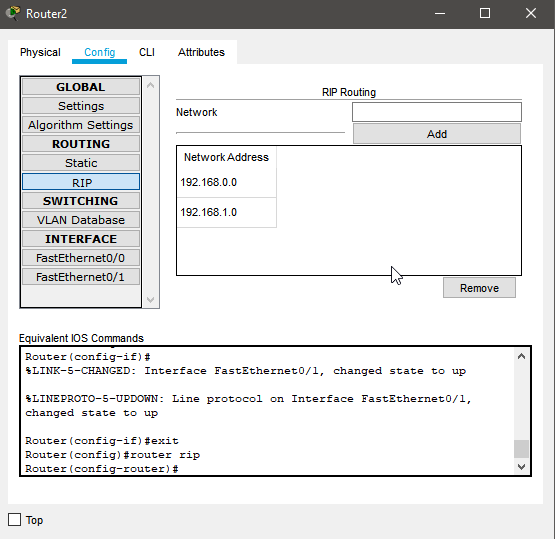 Router2
Physical Config CLI Attributes
GLOBAL
Settings
Algorithm Settings
ROUTING
Static
RIP
SWITCHING
VLAN Database
INTERFACE
FastEthernet0/0
FastEthernet0/1
RIP Routing
Network
Add
Network Address
192.168.0.0
192.168.1.0
Remove
Equivalent IOS Commands
Router(config-if)#
%LINK-5-CHANGED: Interface FastEthernet0/1, changed state to up
%LINEPROTO-5-UPDOWN: Line protocol on Interface FastEthernet0/1,
changed state to up
Router(config-if)#exit
Router(config)#router rip
Router(config-router)#
Top